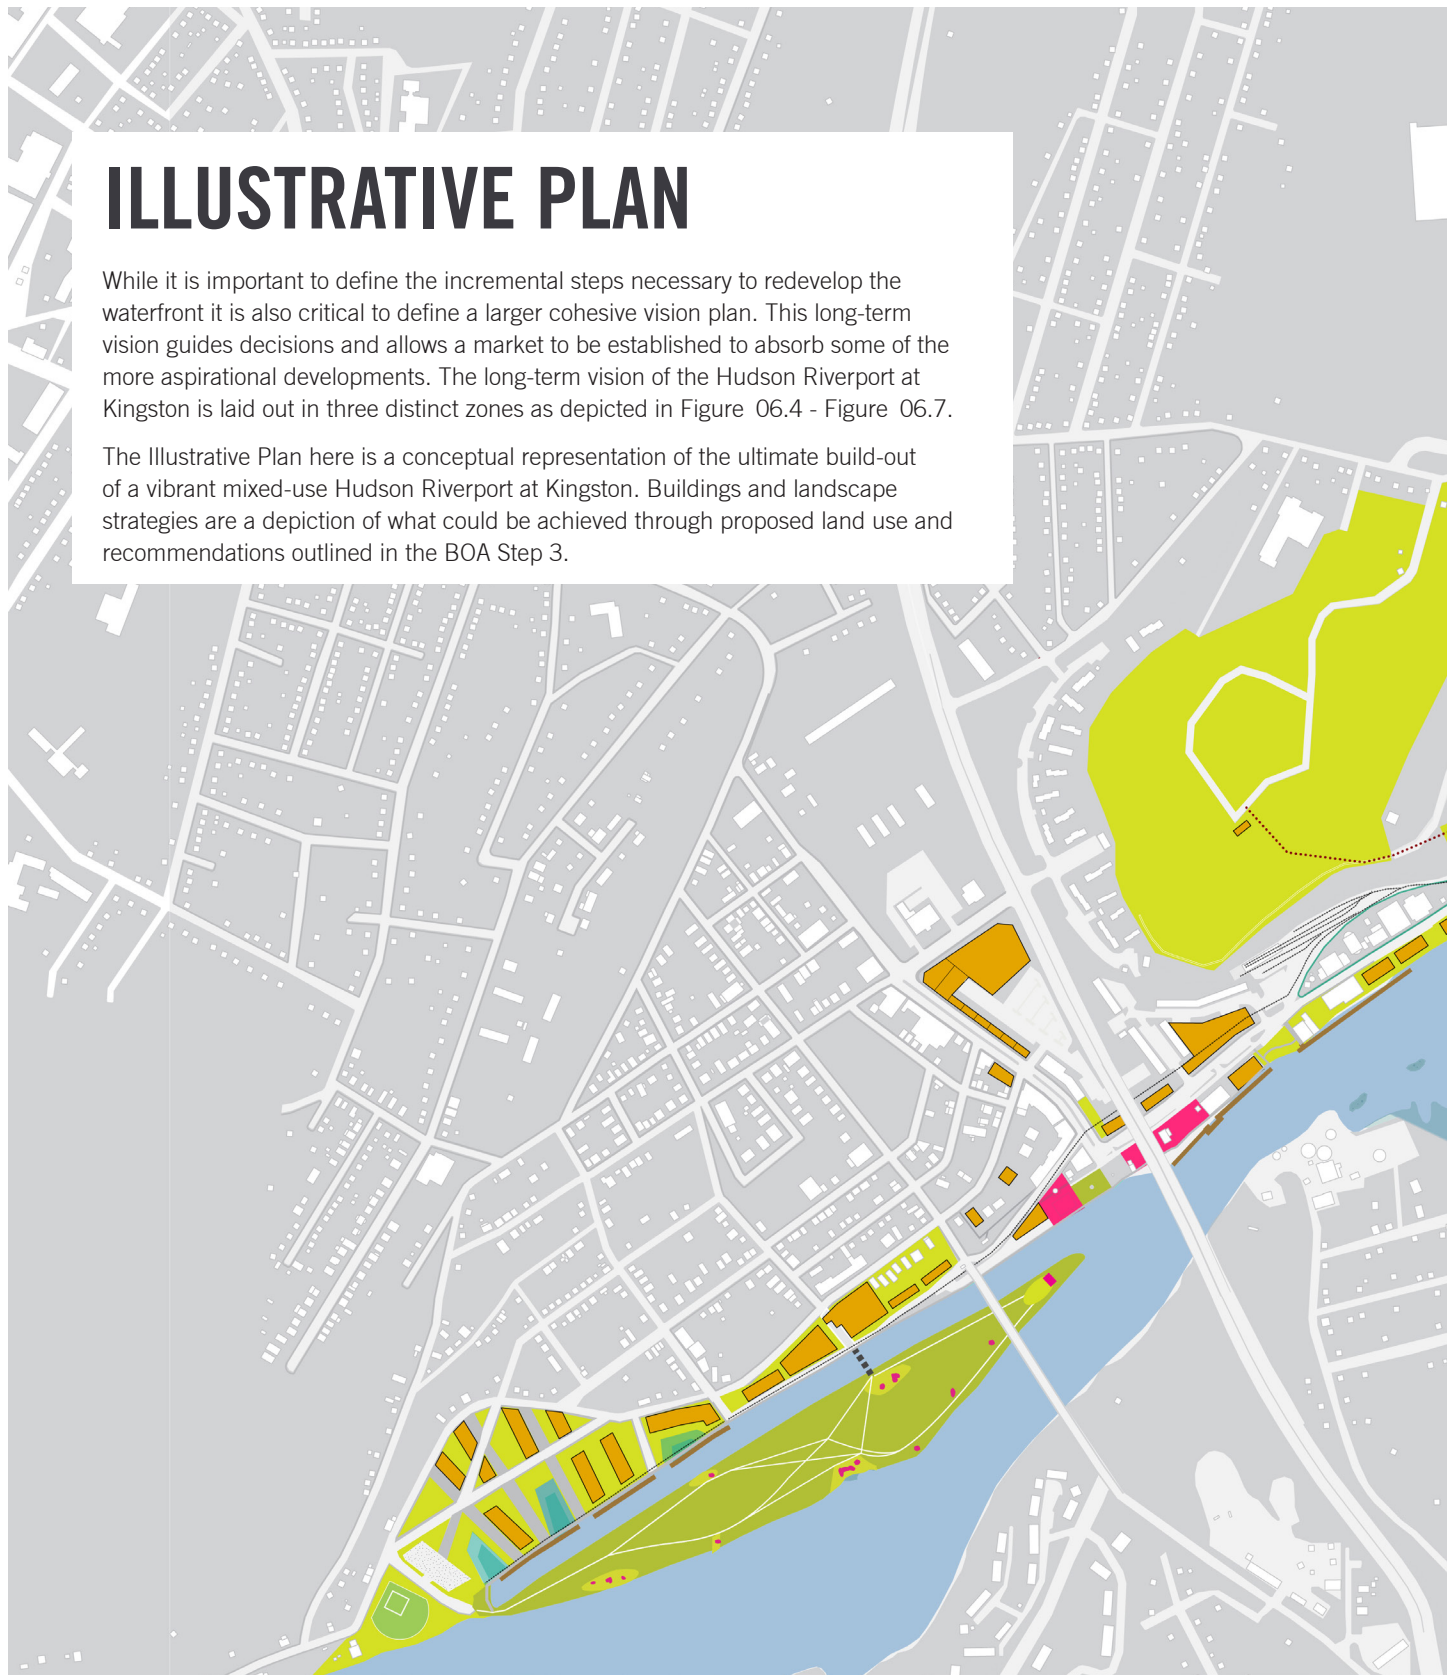 ILLUSTRATIVE PLAN
While it is important to define the incremental steps necessary to redevelop the
waterfront it is also critical to define a larger cohesive vision plan. This long-term
vision guides decisions and allows a market to be established to absorb some of the
more aspirational developments. The long-term vision of the Hudson Riverport at
Kingston is laid out in three distinct zones as depicted in Figure 06.4 - Figure 06.7.
The Illustrative Plan here is a conceptual representation of the ultimate build-out
of a vibrant mixed-use Hudson Riverport at Kingston. Buildings and landscape
strategies are a depiction of what could be achieved through proposed land use and
recommendations outlined in the BOA Step 3.